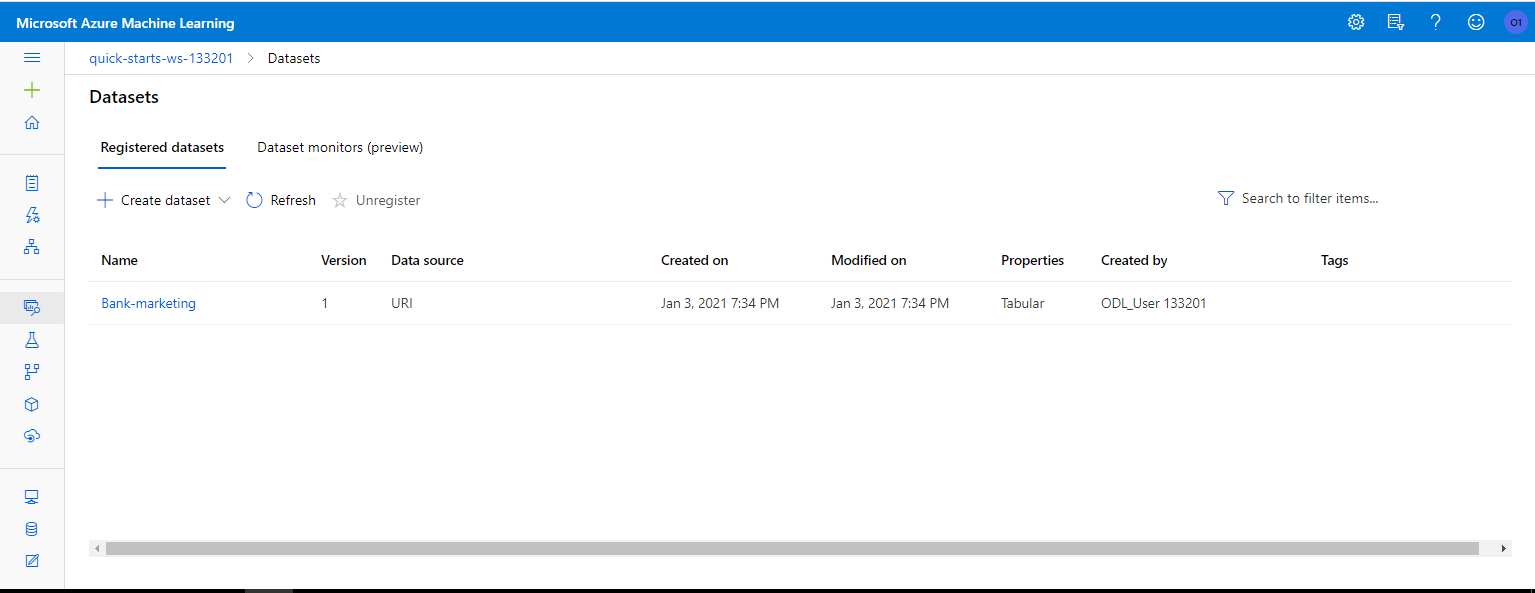 Microsoft Azure Machine Learning
O1
quick-starts-ws-133201 > Datasets
Datasets
Registered datasets Dataset monitors (preview)
Create dataset Refresh Unregister Search to filter items...
Name Version Data source Created on Modified on Properties Created by Tags
Bank-marketing 1 URI Jan 3, 2021 7:34 PM Jan 3, 2021 7:34 PM Tabular ODL_User 133201